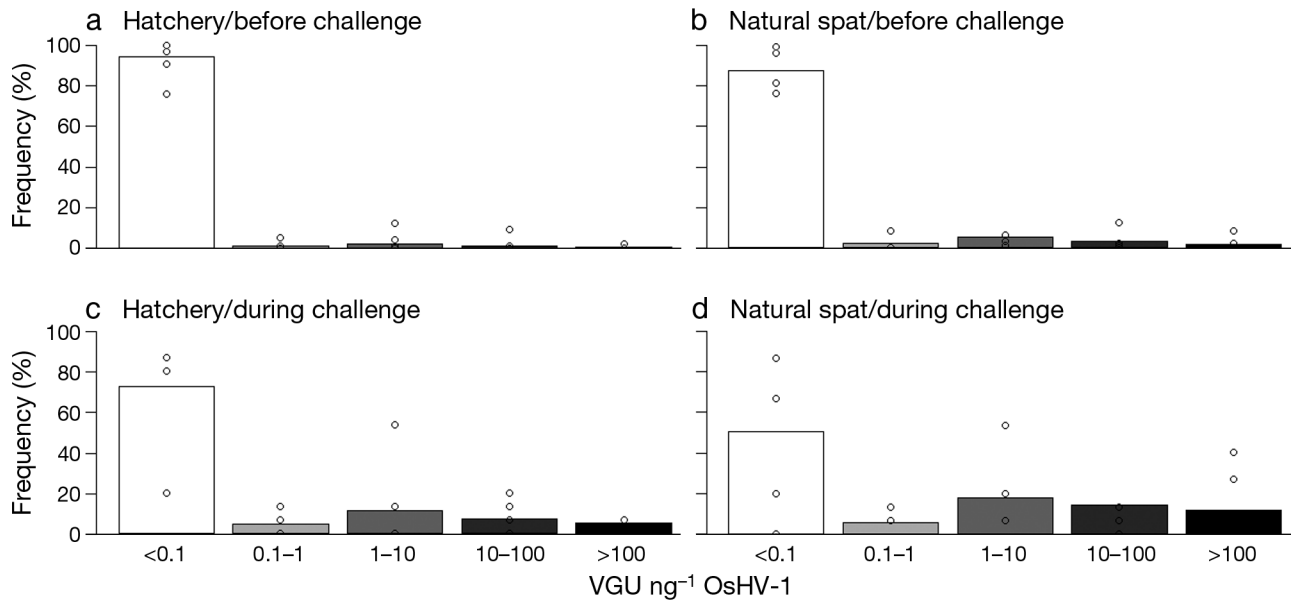 a Hatchery/before challenge
b Natural spat/before challenge
Frequency (%)
100
80
60
40
20
0
c Hatchery/during challenge
d Natural spat/during challenge
Frequency (%)
100
80
60
40
20
0
<0.1 0.1–1 1–10 10–100 >100
<0.1 0.1–1 1–10 10–100 >100
VGU ng⁻¹ OsHV-1